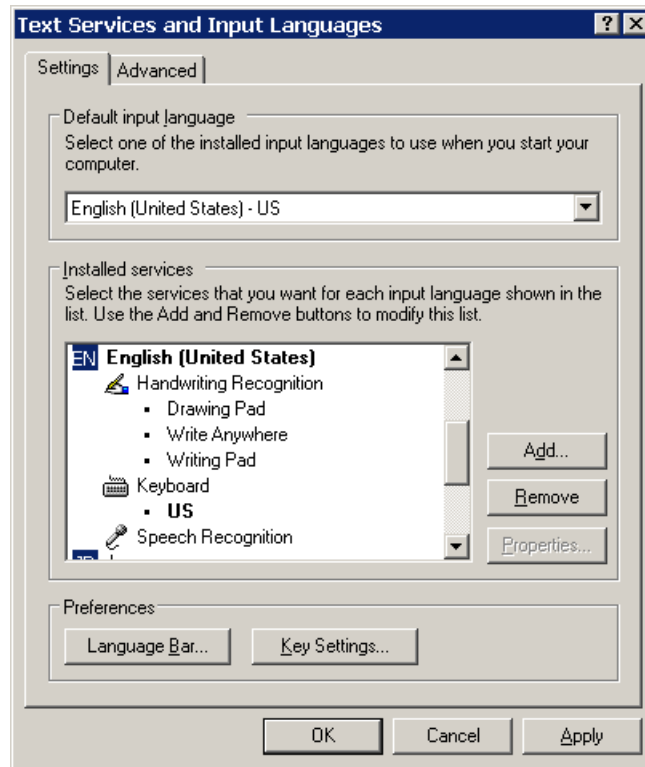 Text Services and Input Languages
Settings
Advanced
Default input language
Select one of the installed input languages to use when you start your
computer.
English (United States) - US
Installed services
Select the services that you want for each input language shown in the
list. Use the Add and Remove buttons to modify this list.
EN English (United States)
Handwriting Recognition
Drawing Pad
Write Anywhere
Writing Pad
Keyboard
US
Speech Recognition
Add...
Remove
Properties...
Preferences
Language Bar...
Key Settings...
OK
Cancel
Apply